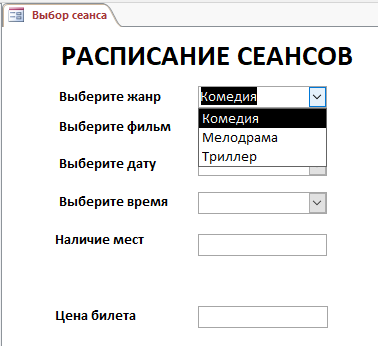 Выбор сеанса
РАСПИСАНИЕ СЕАНСОВ
Выберите жанр Комедия
Комедия
Выберите фильм
Мелодрама
Триллер
Выберите дату
Выберите время
Наличие мест
Цена билета